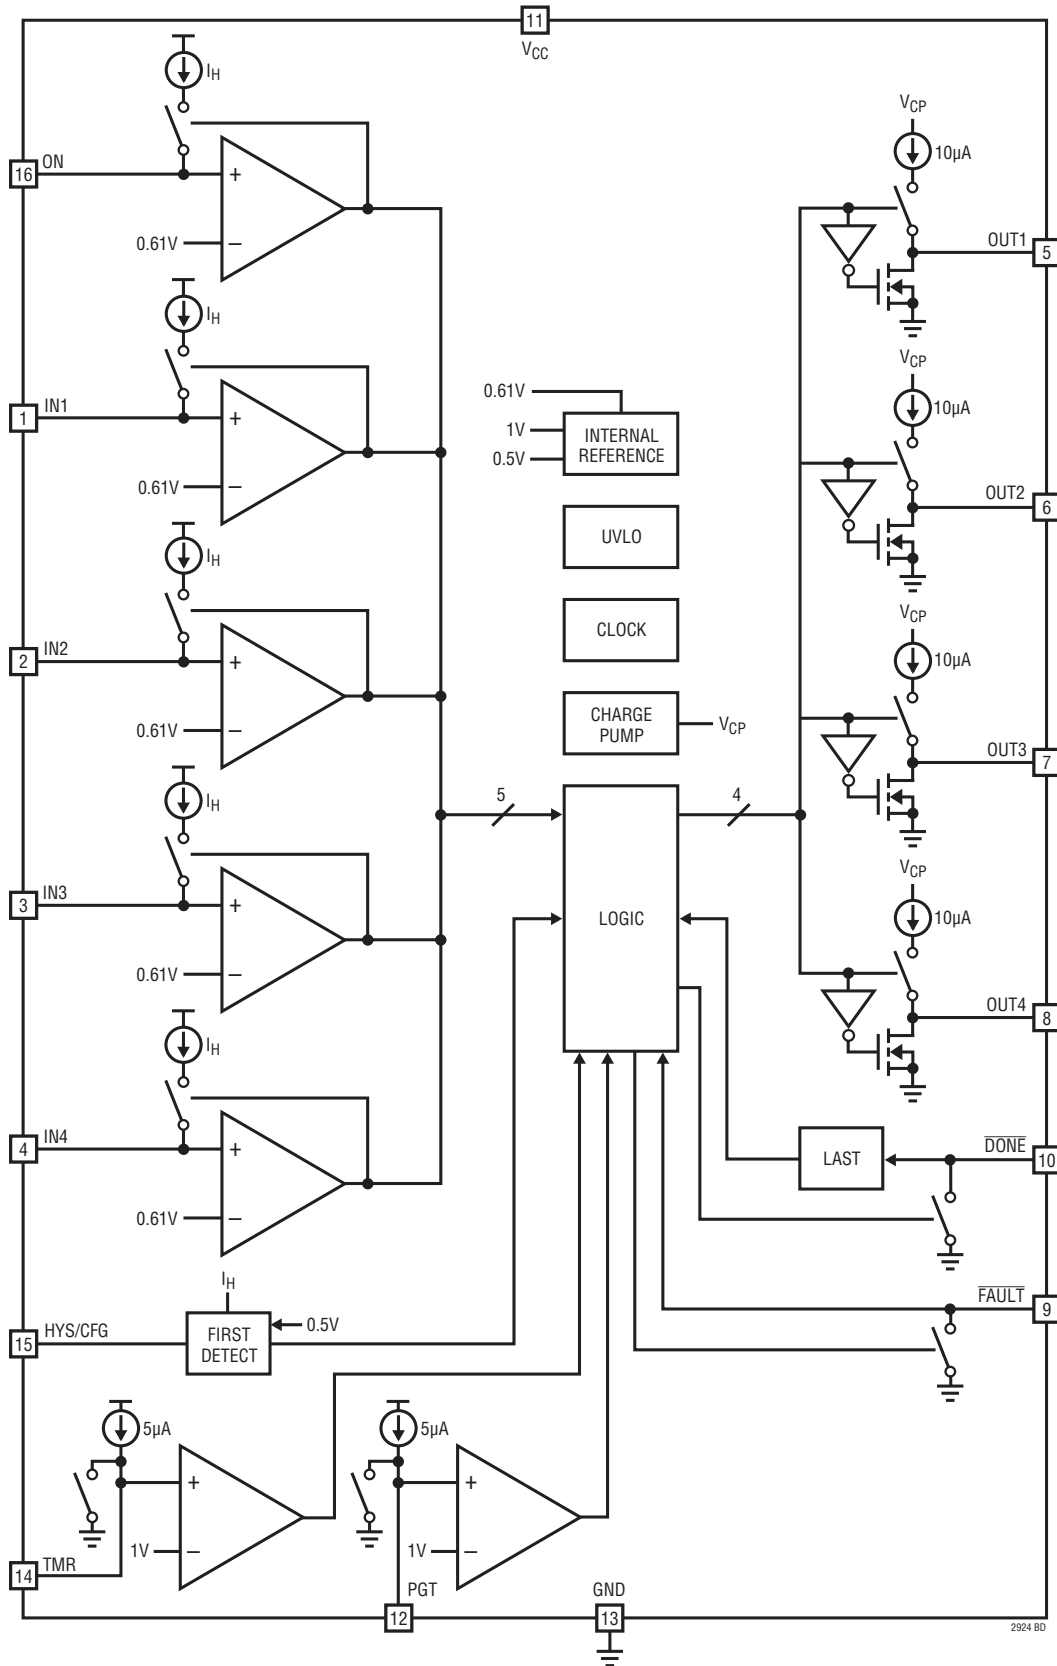 11
VCC
IH
ON
16
+
0.61V
–
VCP
10µA
OUT1
5
IH
IN1
1
+
0.61V
–
0.61V
1V
0.5V
INTERNAL
REFERENCE
VCP
10µA
OUT2
6
UVLO
IH
IN2
2
+
0.61V
–
CLOCK
CHARGE
PUMP
VCP
VCP
10µA
OUT3
7
IH
IN3
3
+
0.61V
–
5
4
LOGIC
VCP
10µA
OUT4
8
IH
IN4
4
+
0.61V
–
LAST
DONE
10
IH
HYS/CFG
15
FIRST
DETECT
0.5V
FAULT
9
5µA
+
1V
–
TMR
14
5µA
+
1V
–
PGT
12
GND
13
2924 BD